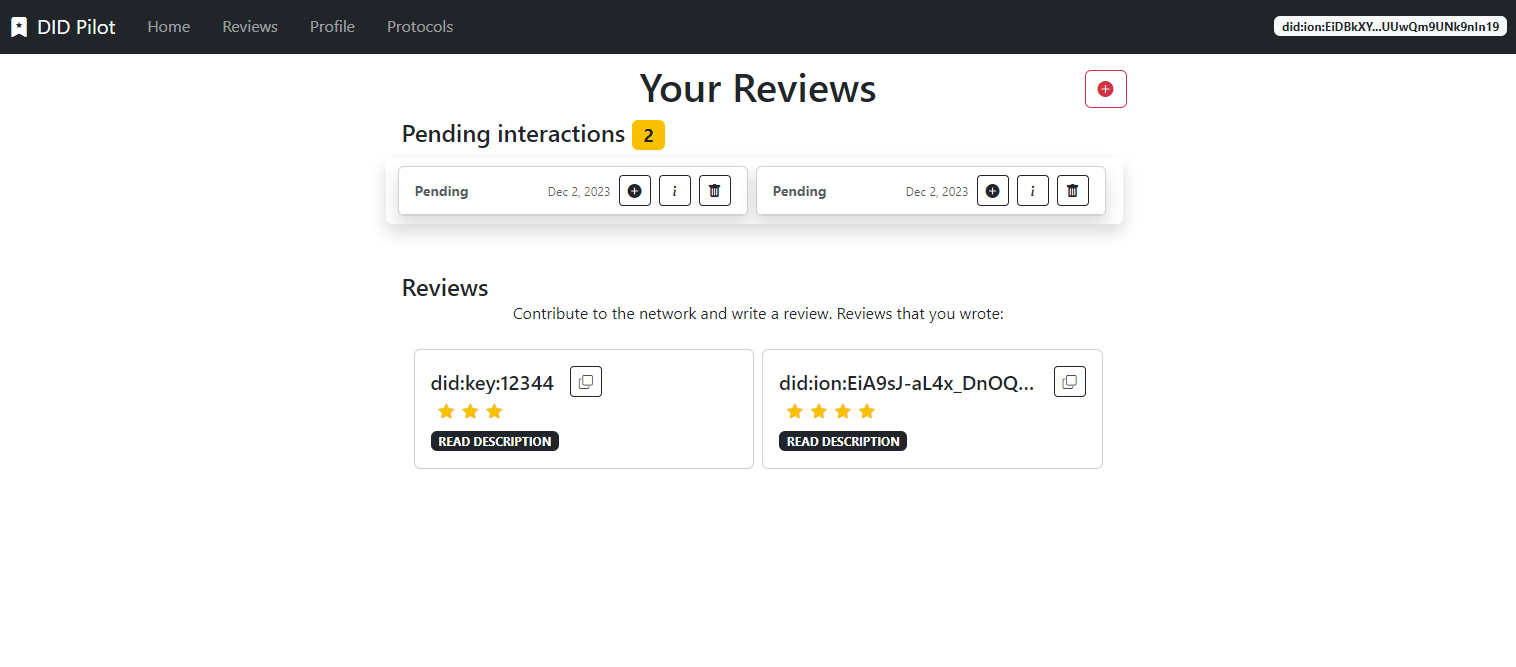 DID Pilot Home Reviews Profile Protocols did:ion:EiDBkXY...UUwQm9UNk9nIn19
Your Reviews
Pending interactions 2
Pending Dec 2, 2023 i Pending Dec 2, 2023 i
Reviews
Contribute to the network and write a review. Reviews that you wrote:
did:key:12344 did:ion:EiA9sJ-aL4x_DnOQ...
READ DESCRIPTION READ DESCRIPTION